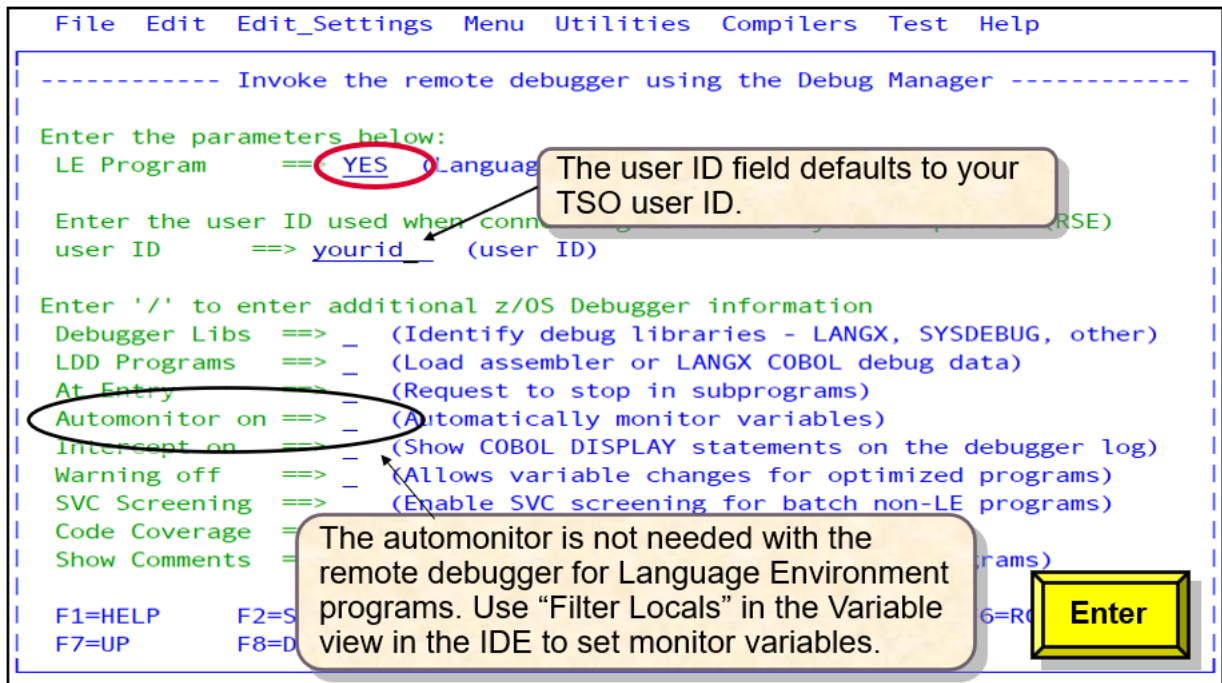 File Edit Edit_Settings Menu Utilities Compilers Test Help
------------ Invoke the remote debugger using the Debug Manager ------------
Enter the parameters below:
LE Program ==> YES (Languag
The user ID field defaults to your
TSO user ID.
Enter the user ID used when conn RSE)
user ID ==> yourid_ (user ID)
Enter '/' to enter additional z/OS Debugger information
Debugger Libs ==> _ (Identify debug libraries - LANGX, SYSDEBUG, other)
LDD Programs ==> _ (Load assembler or LANGX COBOL debug data)
At Entry ==> _ (Request to stop in subprograms)
Automonitor on ==> _ (Automatically monitor variables)
Intercept on ==> _ (Show COBOL DISPLAY statements on the debugger log)
Warning off ==> _ (Allows variable changes for optimized programs)
SVC Screening ==> (Enable SVC screening for batch non-LE programs)
Code Coverage =
Show Comments = rams)
The automonitor is not needed with the
remote debugger for Language Environment
programs. Use “Filter Locals” in the Variable
view in the IDE to set monitor variables.
F1=HELP F2=S 6=R
F7=UP F8=D
Enter